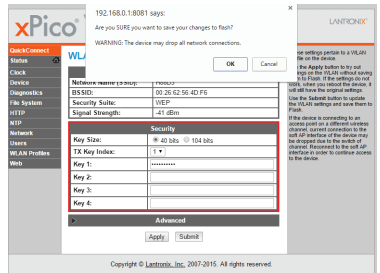 xPico®
192.168.0.1:8081 says:
Are you SURE you want to save your changes to flash?
WARNING: The device may drop all network connections.
OK
Cancel
LANTRONIX®
QuickConnect
Status
Clock
Device
Diagnostics
File System
HTTP
NTP
Network
Users
WLAN Profiles
Web
Network Name (SSID):
BSSID:
00:26:62:56:4D:F6
Security Suite:
WEP
Signal Strength:
-41 dBm
Security
Key Size:
40 bits
104 bits
TX Key Index:
1
Key 1:
••••••••••
Key 2:
Key 3:
Key 4:
Advanced
Apply
Submit
ese settings pertain to a WLAN
file on the device.
e the Apply button to try out
ings on the WLAN without saving
m to Flash. If the settings do not
work, when you reboot the device, it
will still have the original settings.
Use the Submit button to update
the WLAN settings and save them to
Flash.
If the device is connecting to an
access point on a different wireless
channel, current connection to the
soft AP interface of the device may
be dropped due to the switch of
channel. Reconnect to the soft AP
interface in order to continue access
to the device.
Copyright © Lantronix, Inc. 2007-2015. All rights reserved.